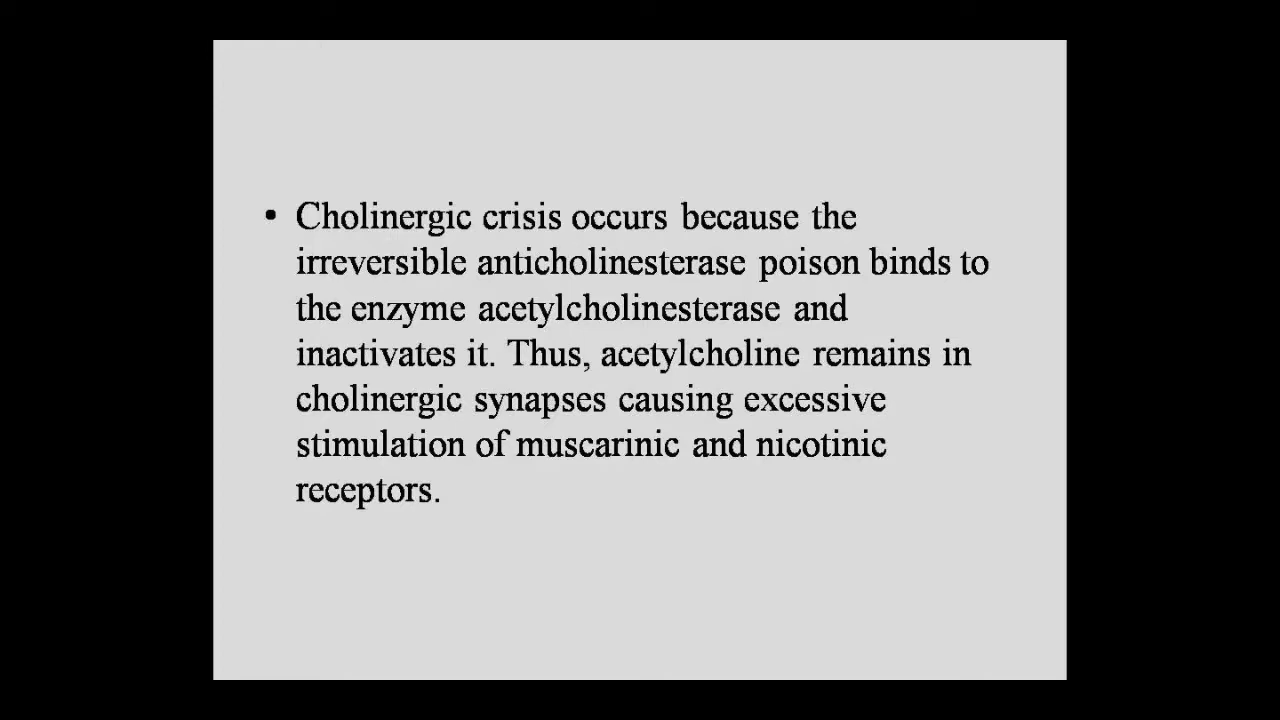 • Cholinergic crisis occurs because the
irreversible anticholinesterase poison binds to
the enzyme acetylcholinesterase and
inactivates it. Thus, acetylcholine remains in
cholinergic synapses causing excessive
stimulation of muscarinic and nicotinic
receptors.